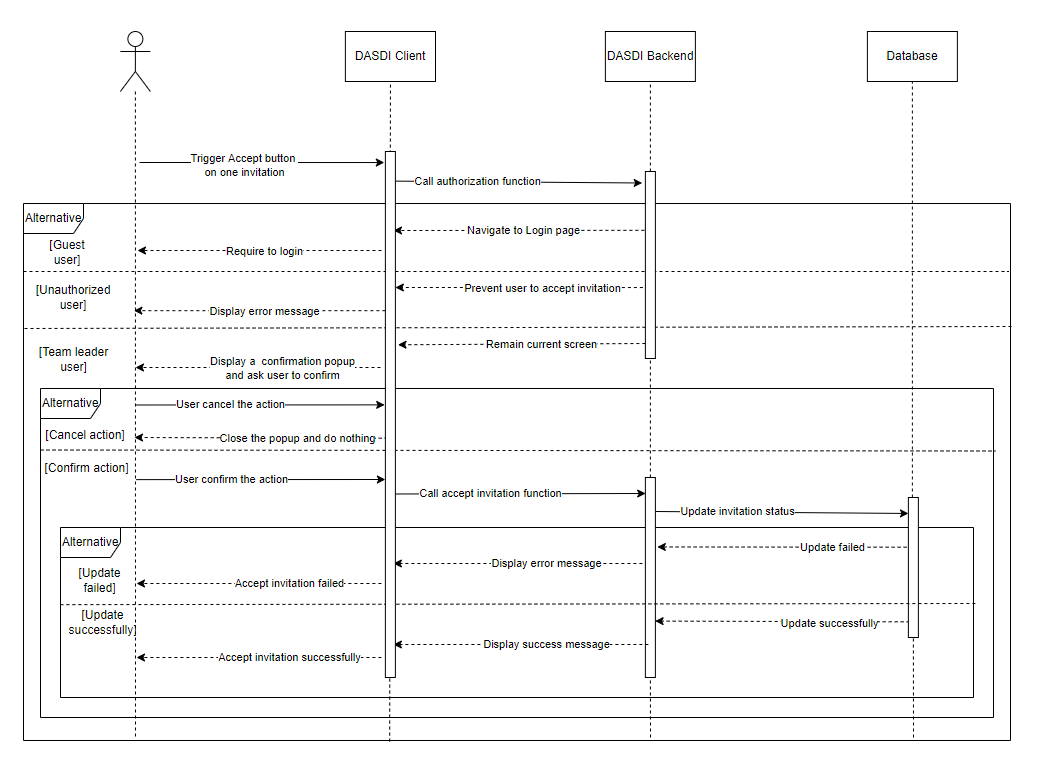 DASDI Client
DASDI Backend
Database
Trigger Accept button
on one invitation
Call authorization function
Alternative
[Guest
user]
Navigate to Login page
Require to login
[Unauthorized
user]
Prevent user to accept invitation
Display error message
[Team leader
user]
Remain current screen
Display a confirmation popup
and ask user to confirm
Alternative
User cancel the action
[Cancel action]
Close the popup and do nothing
[Confirm action]
User confirm the action
Call accept invitation function
Update invitation status
Alternative
Update failed
Display error message
[Update
failed]
Accept invitation failed
[Update
successfully]
Update successfully
Display success message
Accept invitation successfully